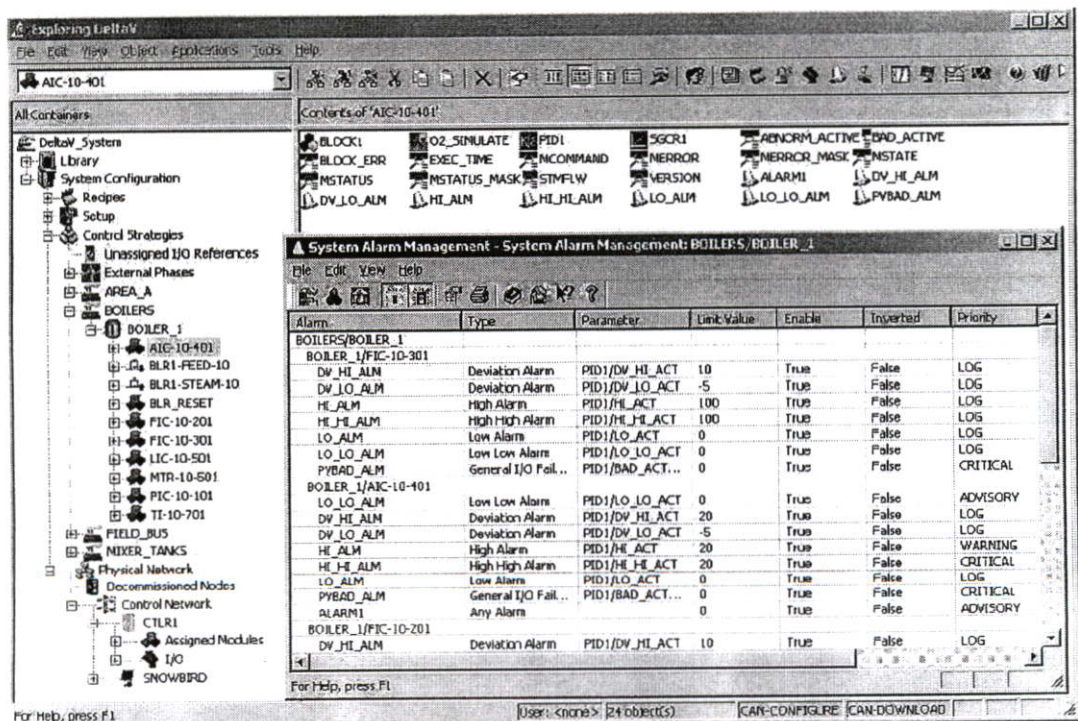 Exploring DeltaV
File Edit View Object Applications Tools Help
AIC-10-401
All Containers
Contents of 'AIC-10-401'
DeltaV_System
Library
System Configuration
Recipes
Setup
Control Strategies
Unassigned I/O References
External Phases
AREA_A
BOILERS
BOILER_1
AIC-10-401
BLR1-FEED-10
BLR1-STEAM-10
BLR_RESET
FIC-10-201
FIC-10-301
LIC-10-501
MTR-10-601
PIC-10-101
TI-10-701
FIELD_BUS
MIXER_TANKS
Physical Network
Decommissioned Nodes
Control Network
CTLR1
Assigned Modules
I/O
SNOWBIRD
BLOCK1 O2_SIMULATE PID1 SGCR1 ABNORM_ACTIVE BAD_ACTIVE
BLOCK_ERR EXEC_TIME NCOMMAND NERROR NERROR_MASK NSTATE
MSTATUS MSTATUS_MASK STMFLW VERSION ALARM1 DV_HI_ALM
DV_LO_ALM HI_ALM HI_HI_ALM LO_ALM LO_LO_ALM PVBAD_ALM
System Alarm Management - System Alarm Management: BOILERS/BOILER_1
File Edit View Help
Alarm Type Parameter Limit Value Enable Inverted Priority
BOILERS/BOILER_1
BOILER_1/FIC-10-301
DV_HI_ALM Deviation Alarm PID1/DV_HI_ACT 10 True False LOG
DV_LO_ALM Deviation Alarm PID1/DV_LO_ACT -5 True False LOG
HI_ALM High Alarm PID1/HI_ACT 100 True False LOG
HI_HI_ALM High High Alarm PID1/HI_HI_ACT 100 True False LOG
LO_ALM Low Alarm PID1/LO_ACT 0 True False LOG
LO_LO_ALM Low Low Alarm PID1/LO_LO_ACT 0 True False LOG
PVBAD_ALM General I/O Fail... PID1/BAD_ACT... 0 True False CRITICAL
BOILER_1/AIC-10-401
LO_LO_ALM Low Low Alarm PID1/LO_LO_ACT 0 True False ADVISORY
DV_HI_ALM Deviation Alarm PID1/DV_HI_ACT 20 True False LOG
DV_LO_ALM Deviation Alarm PID1/DV_LO_ACT -5 True False LOG
HI_ALM High Alarm PID1/HI_ACT 20 True False WARNING
HI_HI_ALM High High Alarm PID1/HI_HI_ACT 20 True False CRITICAL
LO_ALM Low Alarm PID1/LO_ACT 0 True False LOG
PVBAD_ALM General I/O Fail... PID1/BAD_ACT... 0 True False CRITICAL
ALARM1 Any Alarm 0 True False ADVISORY
BOILER_1/FIC-10-201
DV_HI_ALM Deviation Alarm PID1/DV_HI_ACT 10 True False LOG
For Help, press F1
For Help, press F1 User: <none> 24 object(s) CAN-CONFIGURE CAN-DOWNLOAD